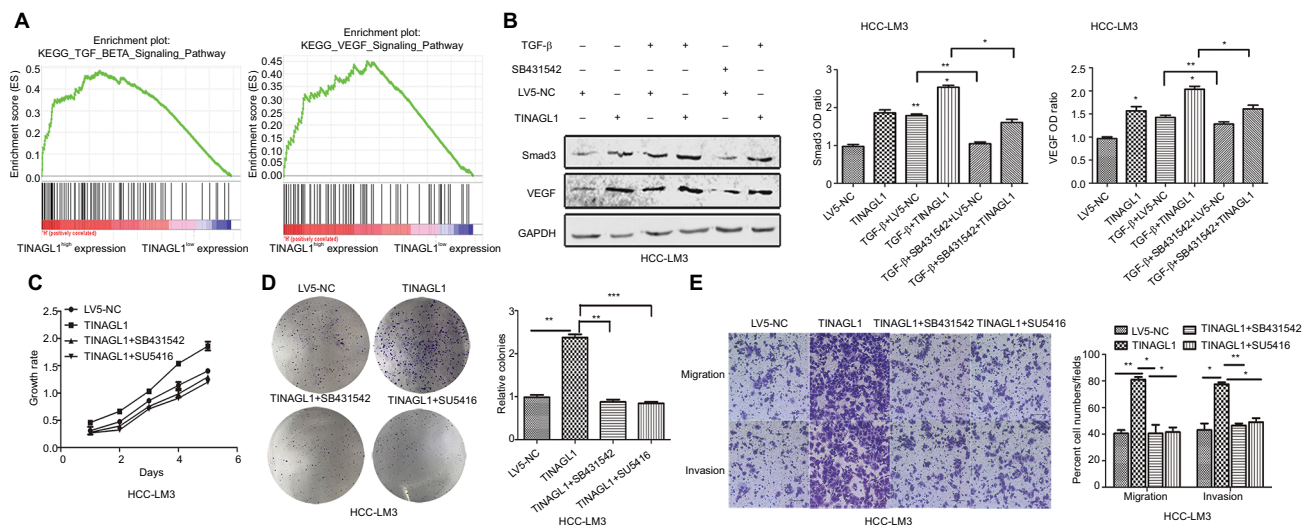 A
Enrichment plot:
KEGG_TGF_BETA_Signaling_Pathway
Enrichment score (ES)
0.5
0.4
0.3
0.2
0.1
0.0
'H' (positively correlated)
TINAGL1high expression
TINAGL1low expression
Enrichment plot:
KEGG_VEGF_Signaling_Pathway
Enrichment score (ES)
0.45
0.40
0.35
0.30
0.25
0.20
0.15
0.10
0.05
0.00
'H' (positively correlated)
TINAGL1high expression
TINAGL1low expression
B
TGF-β – – + + – +
SB431542 – – – – + –
LV5-NC + – + – + –
TINAGL1 – + – + – +
Smad3
VEGF
GAPDH
HCC-LM3
HCC-LM3
Smad3 OD ratio
3
2
1
0
**
*
**
*
LV5-NC
TINAGL1
TGF-β+LV5-NC
TGF-β+TINAGL1
TGF-β+SB431542+LV5-NC
TGF-β+SB431542+TINAGL1
HCC-LM3
VEGF OD ratio
2.5
2.0
1.5
1.0
0.5
0.0
*
*
**
*
LV5-NC
TINAGL1
TGF-β+LV5-NC
TGF-β+TINAGL1
TGF-β+SB431542+LV5-NC
TGF-β+SB431542+TINAGL1
C
LV5-NC
TINAGL1
TINAGL1+SB431542
TINAGL1+SU5416
Growth rate
2.5
2.0
1.5
1.0
0.5
0.0
0 2 4 6
Days
HCC-LM3
D
LV5-NC
TINAGL1
TINAGL1+SB431542
TINAGL1+SU5416
HCC-LM3
Relative colonies
3
2
1
0
**
**
***
LV5-NC
TINAGL1
TINAGL1+SB431542
TINAGL1+SU5416
HCC-LM3
E
LV5-NC
TINAGL1
TINAGL1+SB431542
TINAGL1+SU5416
Migration
Invasion
HCC-LM3
LV5-NC
TINAGL1
TINAGL1+SB431542
TINAGL1+SU5416
Percent cell numbers/fields
100
80
60
40
20
0
** * *
* ** *
Migration
Invasion
HCC-LM3